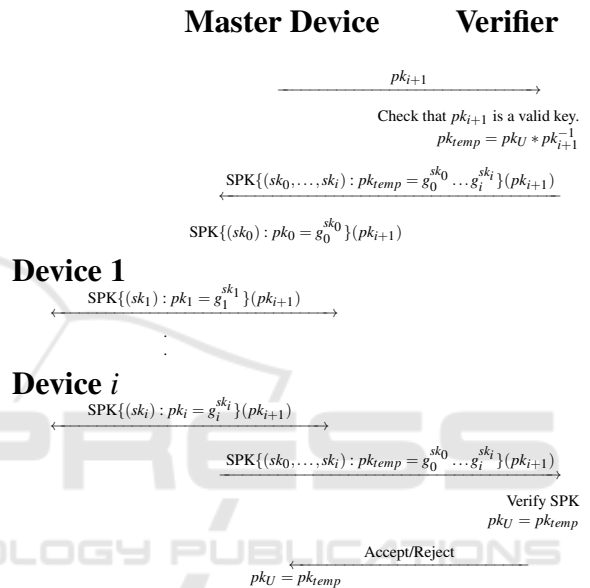 Master Device Verifier
pk_{i+1}
Check that pk_{i+1} is a valid key.
pk_{temp} = pk_U * pk_{i+1}^{-1}
SPK{(sk_0,...,sk_i) : pk_{temp} = g_0^{sk_0} ... g_i^{sk_i}}(pk_{i+1})
SPK{(sk_0) : pk_0 = g_0^{sk_0}}(pk_{i+1})
Device 1
SPK{(sk_1) : pk_1 = g_1^{sk_1}}(pk_{i+1})
.
.
Device i
SPK{(sk_i) : pk_i = g_i^{sk_i}}(pk_{i+1})
SPK{(sk_0,...,sk_i) : pk_{temp} = g_0^{sk_0} ... g_i^{sk_i}}(pk_{i+1})
Verify SPK
pk_U = pk_{temp}
Accept/Reject
pk_U = pk_{temp}
PRESS
OLOGY PUBLICATIONS